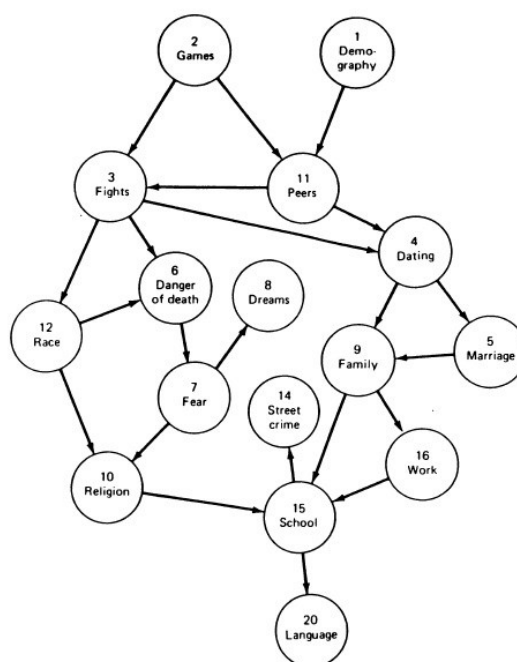 2
Games
1
Demo-
graphy
3
Fights
11
Peers
4
Dating
6
Danger
of death
8
Dreams
12
Race
9
Family
5
Marriage
7
Fear
14
Street
crime
16
Work
10
Religion
15
School
20
Language